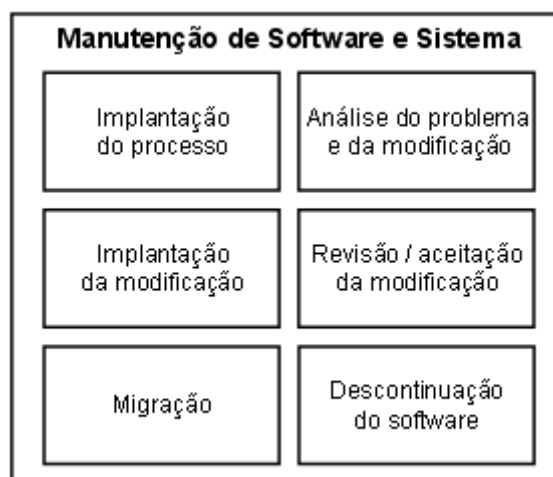 Manutenção de Software e Sistema
Implantação
do processo
Análise do problema
e da modificação
Implantação
da modificação
Revisão / aceitação
da modificação
Migração
Descontinuação
do software